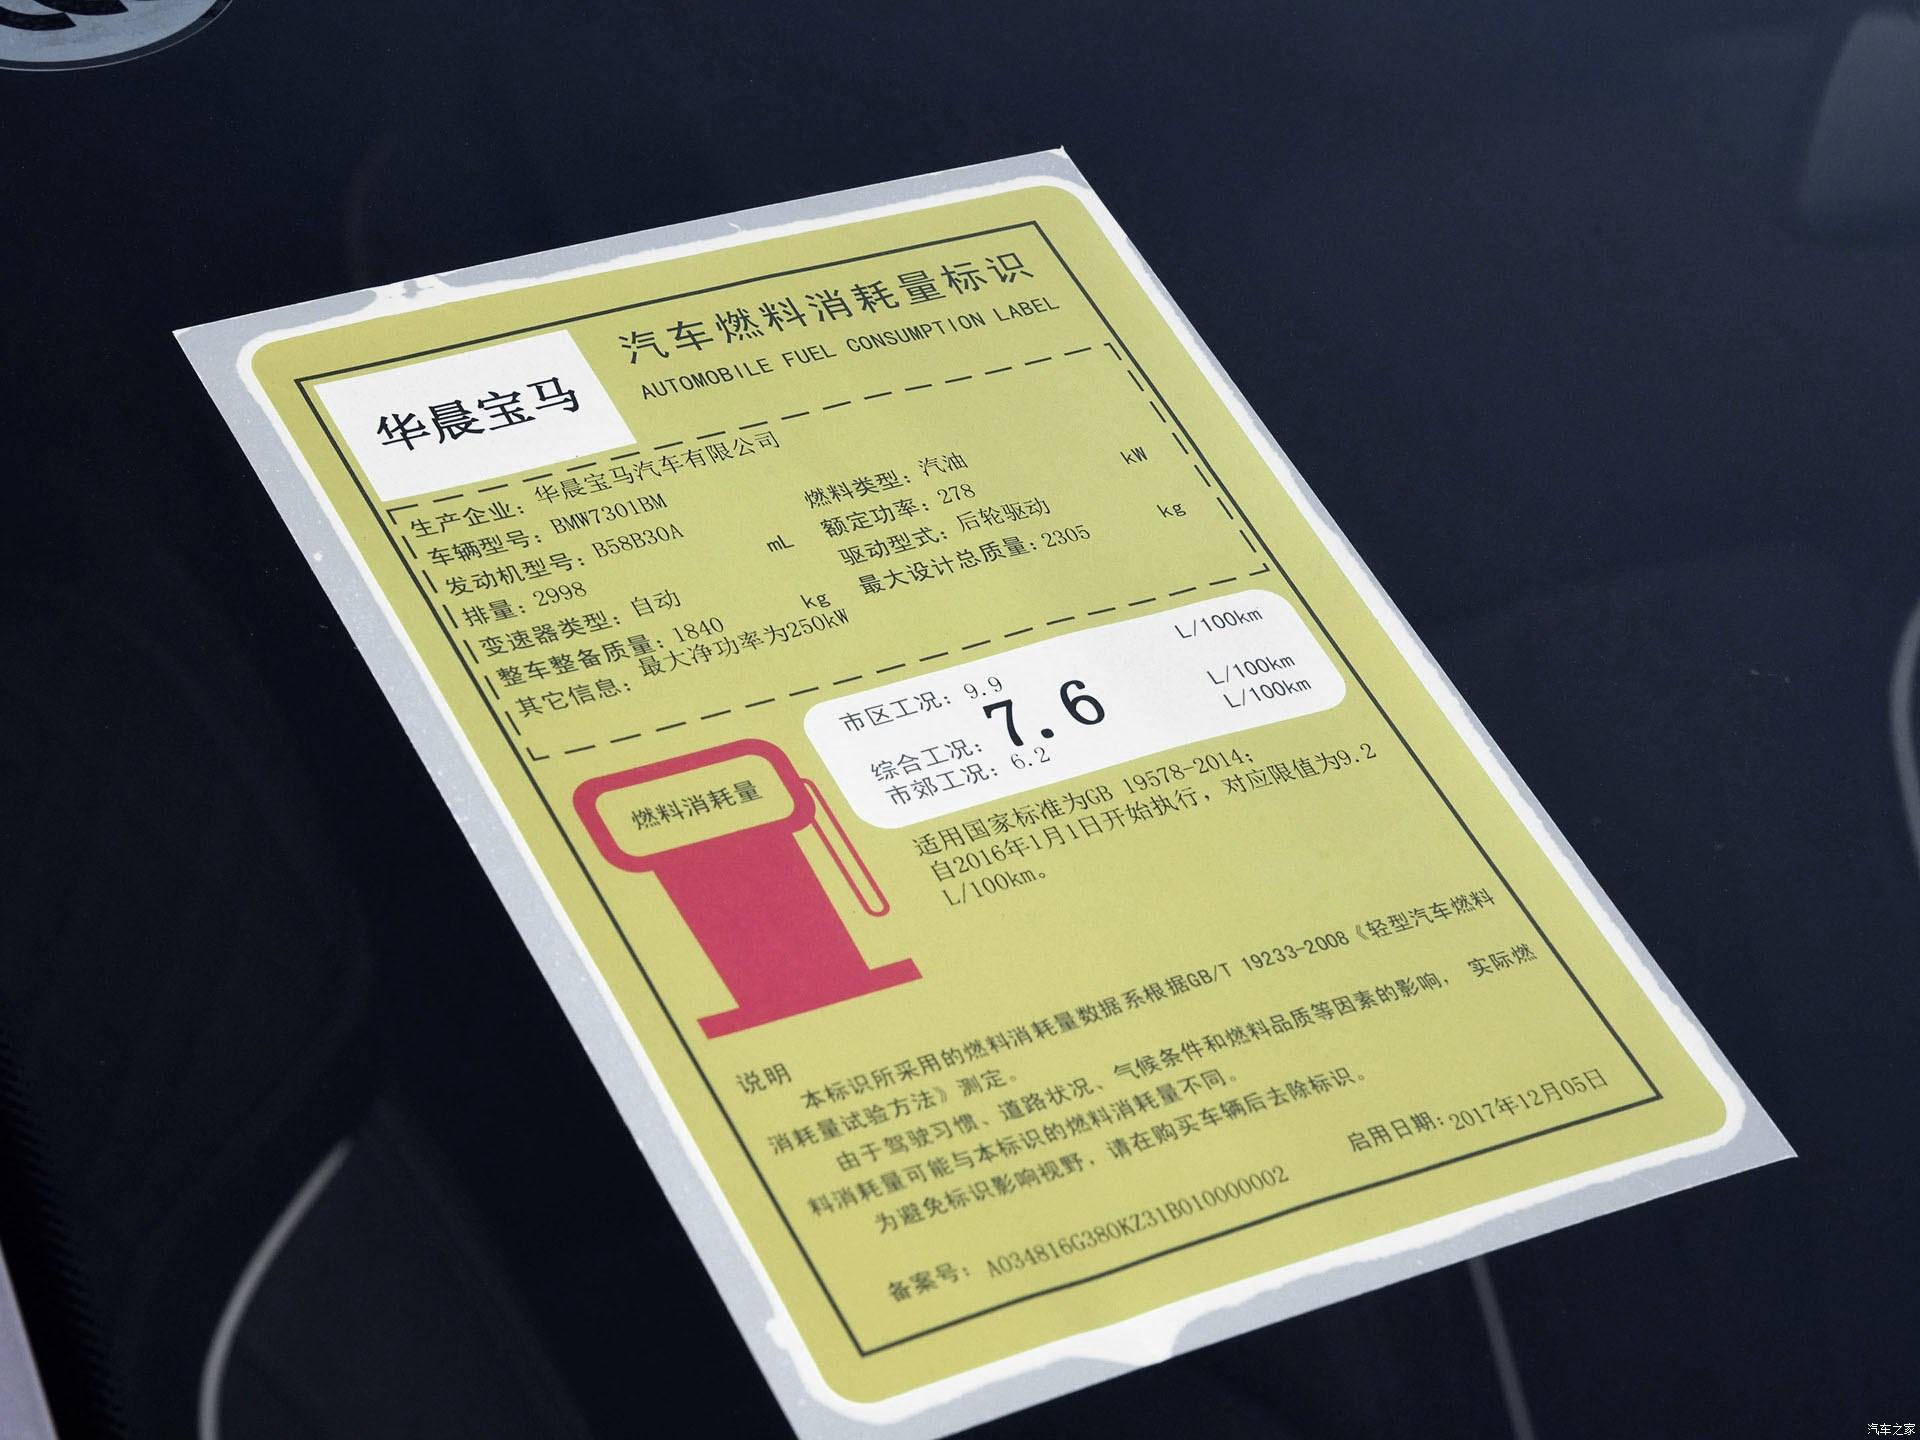 汽车燃料消耗量标识
AUTOMOBILE FUEL CONSUMPTION LABEL
华晨宝马
生产企业：华晨宝马汽车有限公司
车辆型号：BMW7301BM 燃料类型：汽油
发动机型号：B58B30A 额定功率：278 kW
排量：2998 mL 驱动型式：后轮驱动
变速器类型：自动 最大设计总质量：2305 kg
整车整备质量：1840 kg
其它信息：最大净功率为250kW
市区工况：9.9 L/100km
综合工况：7.6 L/100km
市郊工况：6.2 L/100km
燃料消耗量
适用国家标准为GB 19578-2014；
自2016年1月1日开始执行，对应限值为9.2
L/100km。
说明
本标识所采用的燃料消耗量数据系根据GB/T 19233-2008《轻型汽车燃料
消耗量试验方法》测定。
由于驾驶习惯、道路状况、气候条件和燃料品质等因素的影响，实际燃
料消耗量可能与本标识的燃料消耗量不同。
为避免标识影响视野，请在购买车辆后去除标识。
备案号：A034816G380KZ31B010000002 启用日期：2017年12月05日
汽车之家